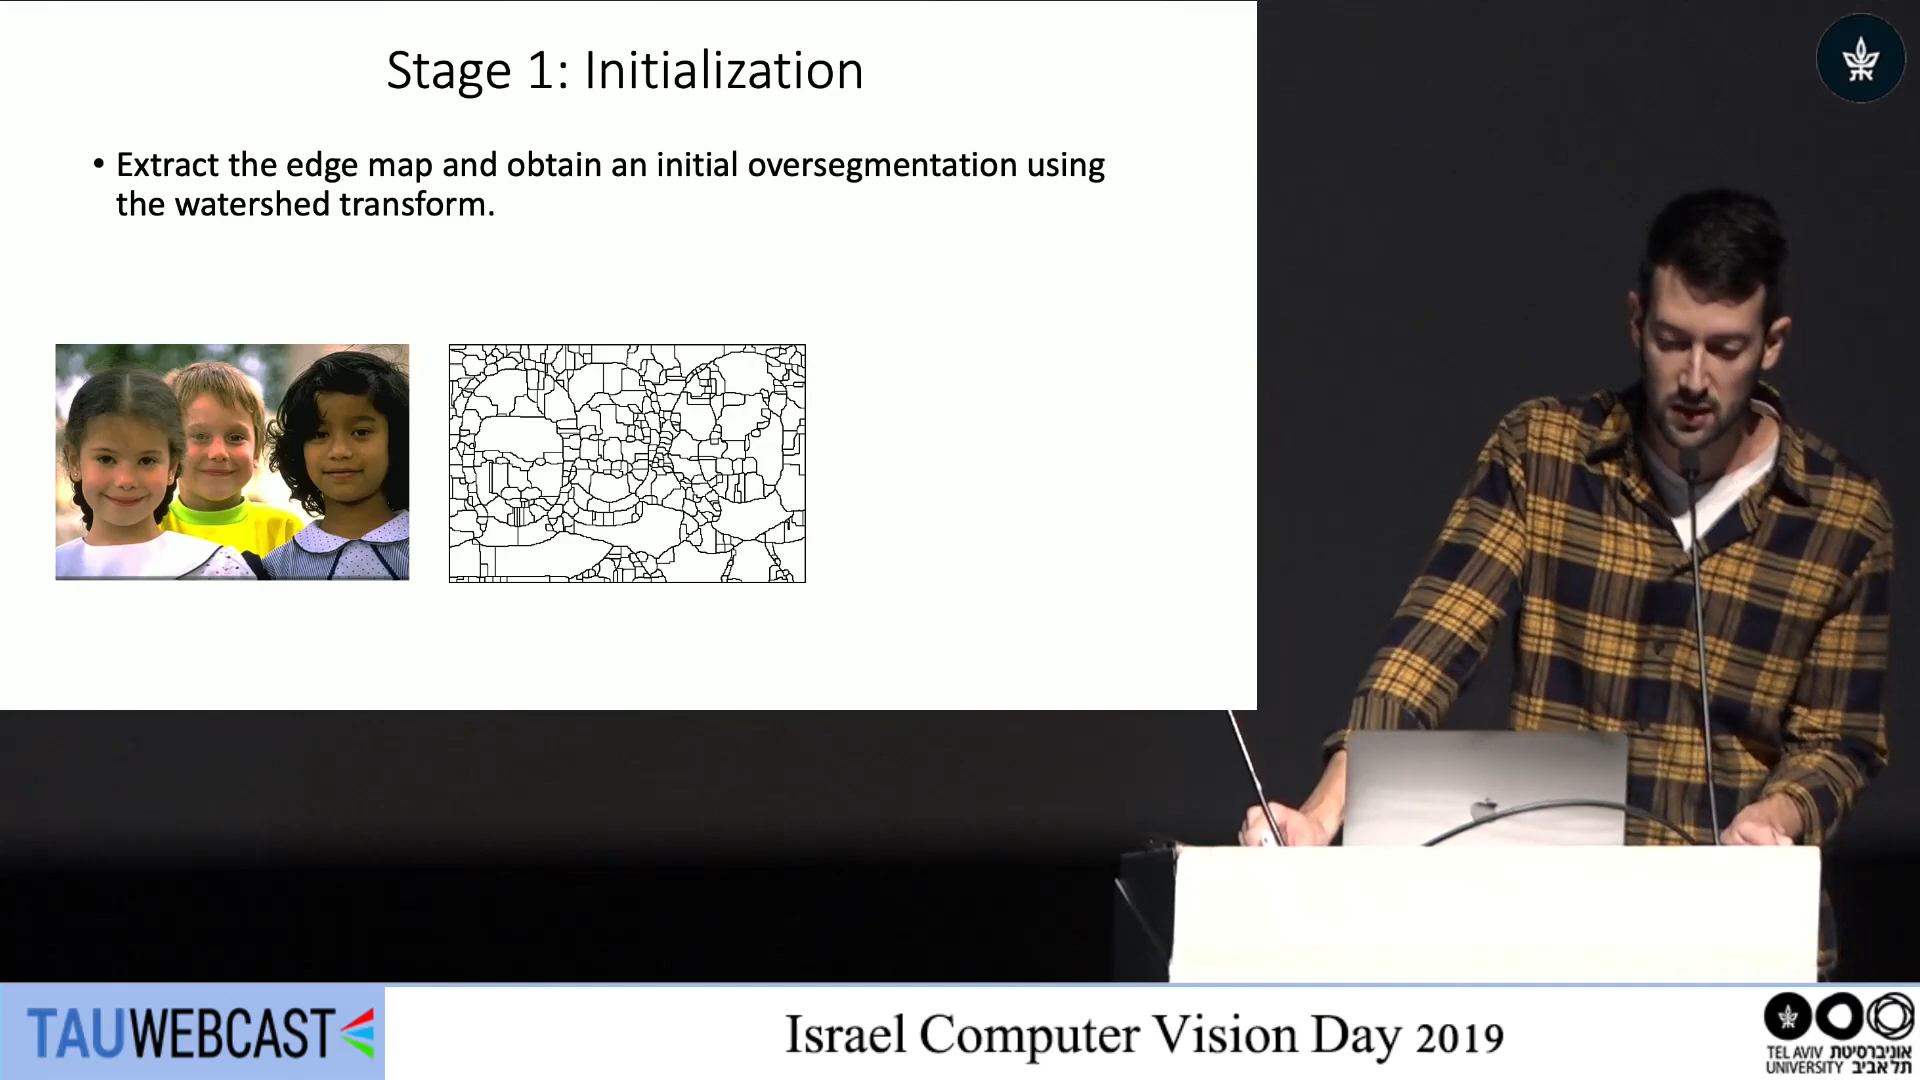 Stage 1: Initialization
• Extract the edge map and obtain an initial oversegmentation using
the watershed transform.
TAUWEBCAST
Israel Computer Vision Day 2019
TEL AVIV אוניברסיטת
UNIVERSITY תל אביב